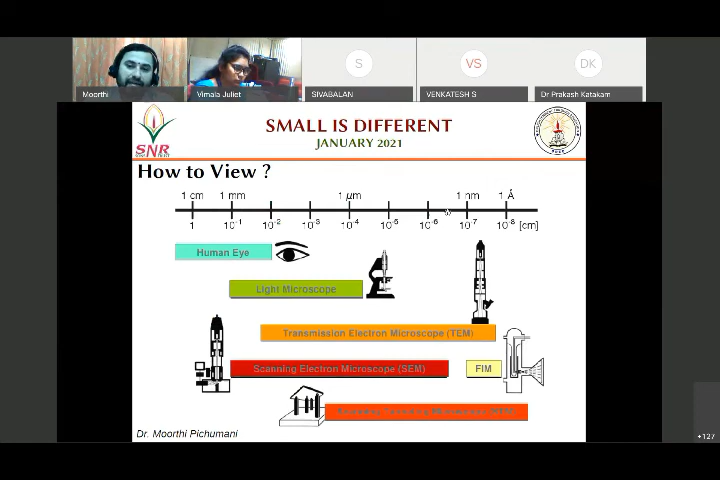 S
VS
DK
Moorthi
Vimala Juliet
SIVABALAN
VENKATESH S
Dr Prakash Katakam
SMALL IS DIFFERENT
JANUARY 2021
SNR
How to View ?
1 cm 1 mm 1 µm 1 nm 1 Å
1 10⁻¹ 10⁻² 10⁻³ 10⁻⁴ 10⁻⁵ 10⁻⁶ 10⁻⁷ 10⁻⁸ [cm]
Human Eye
Light Microscope
Transmission Electron Microscope (TEM)
Scanning Electron Microscope (SEM)
FIM
Dr. Moorthi Pichumani
+127